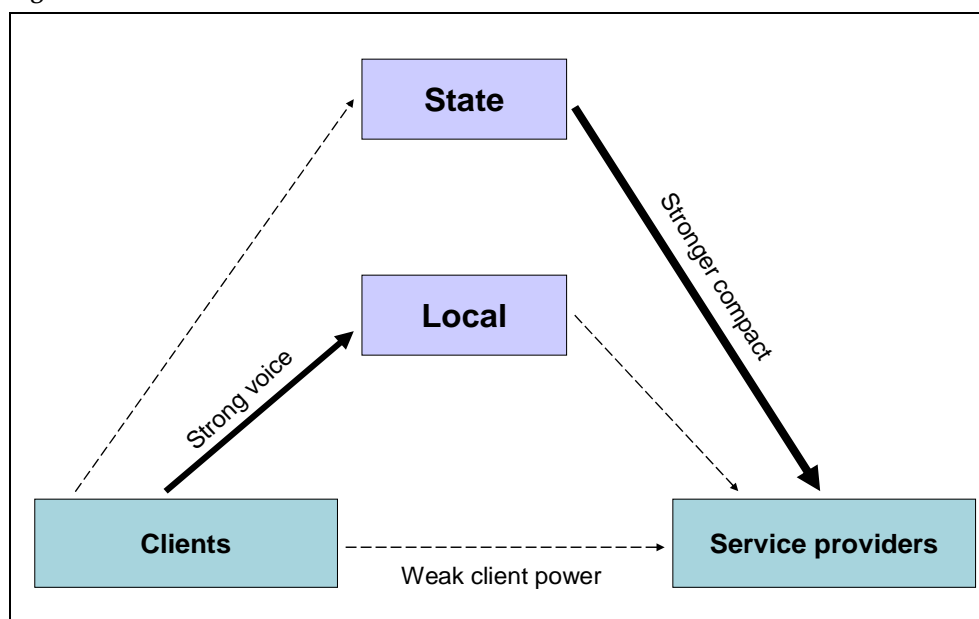 State
Stronger compact
Local
Strong voice
Clients
Service providers
Weak client power